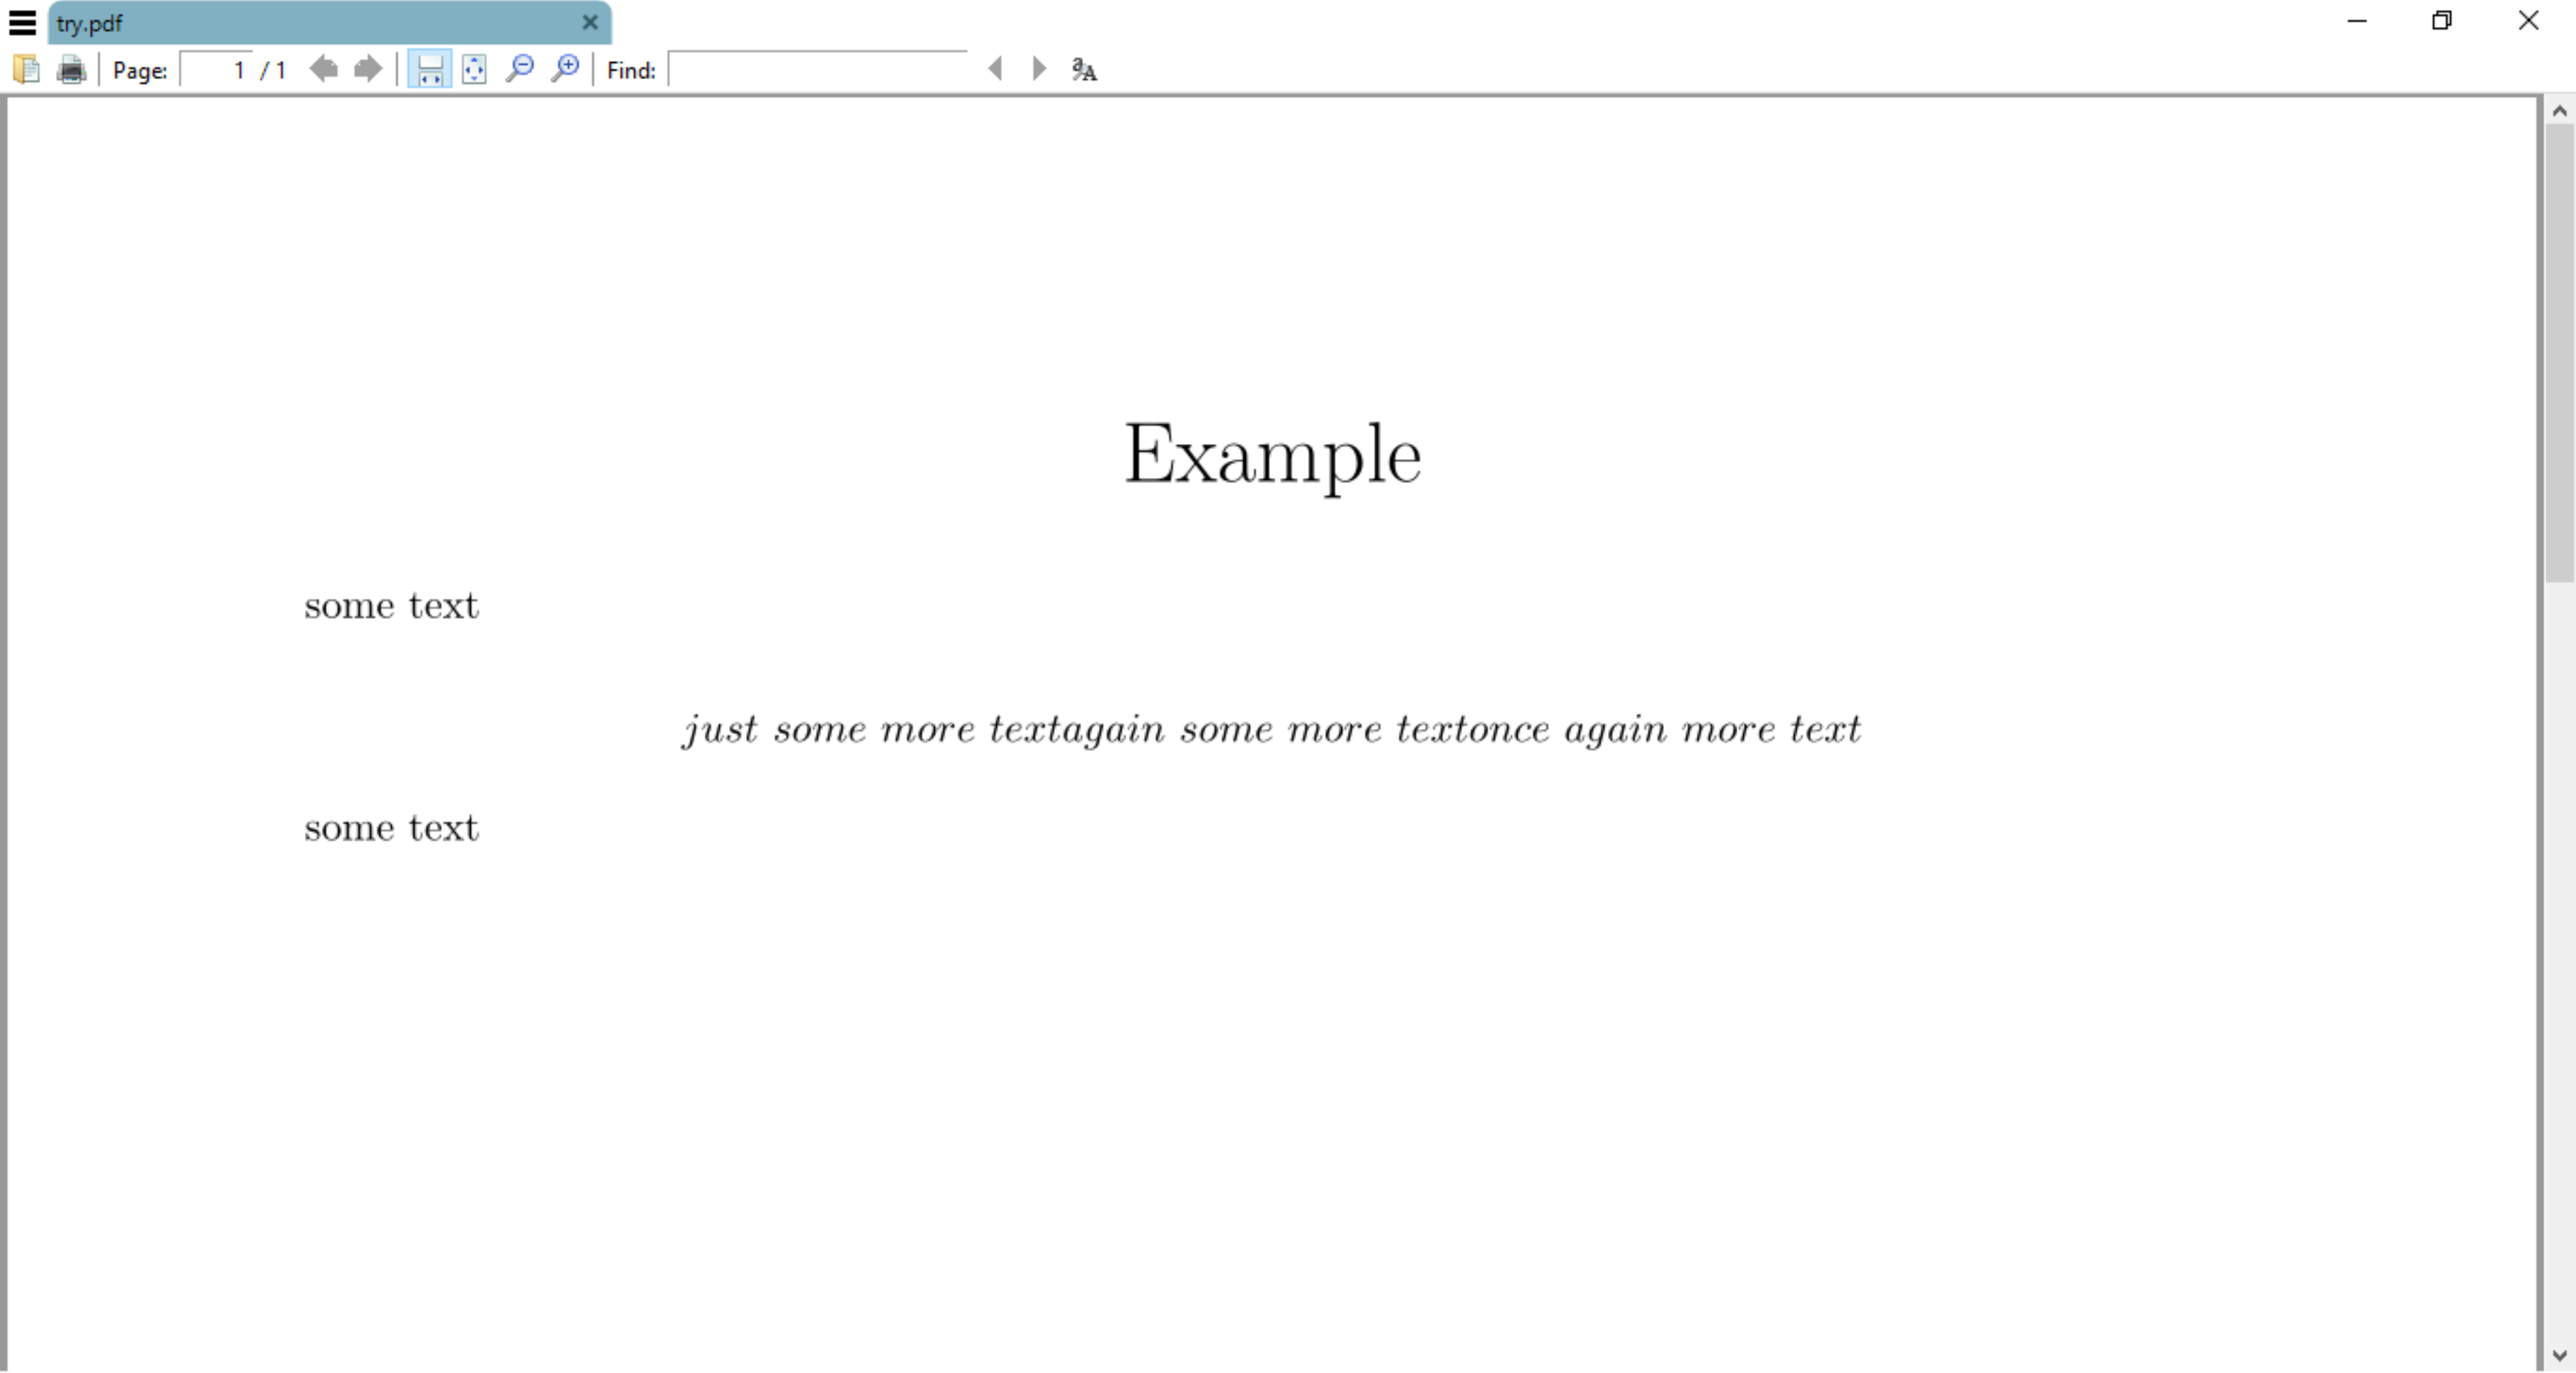 try.pdf
Page: 1 / 1 Find:
Example
some text
just some more textagain some more textonce again more text
some text